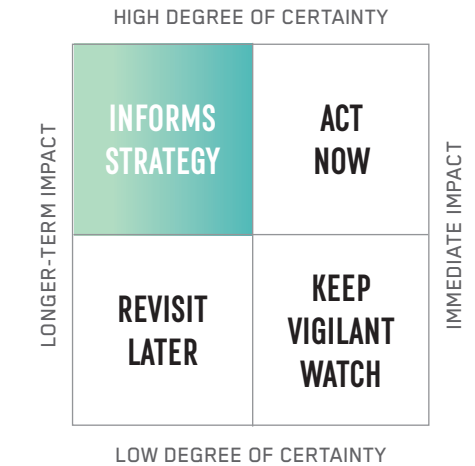 HIGH DEGREE OF CERTAINTY
LONGER-TERM IMPACT
INFORMS
STRATEGY
ACT
NOW
IMMEDIATE IMPACT
REVISIT
LATER
KEEP
VIGILANT
WATCH
LOW DEGREE OF CERTAINTY